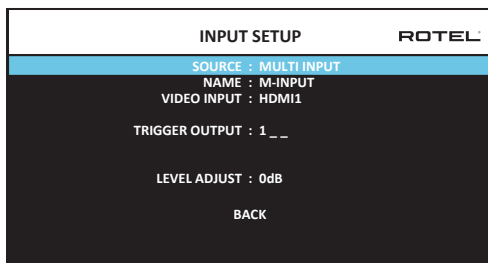 INPUT SETUP ROTEL
SOURCE : MULTI INPUT
NAME : M-INPUT
VIDEO INPUT : HDMI1
TRIGGER OUTPUT : 1 _ _
LEVEL ADJUST : 0dB
BACK